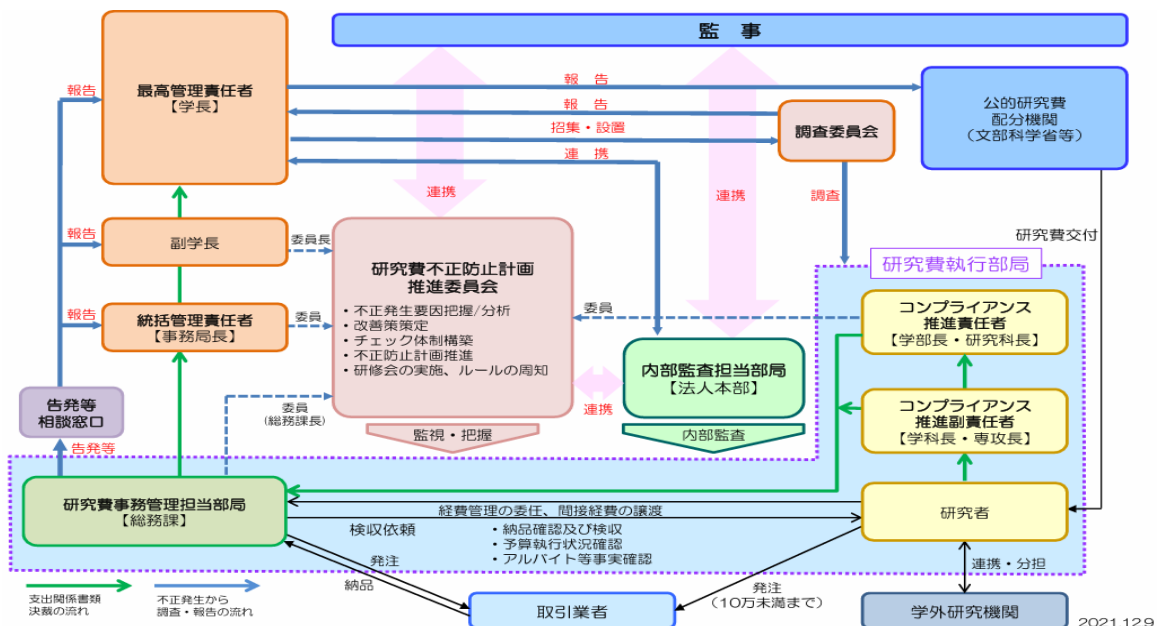 監 事
報告
最高管理責任者
【学長】
報 告
報 告
招集・設置
連 携
調査委員会
公的研究費
配分機関
(文部科学省等)
連携
連携
調査
報告
副学長
委員長
研究費不正防止計画
推進委員会
・不正発生要因把握/分析
・改善策策定
・チェック体制構築
・不正防止計画推進
・研修会の実施、ルールの周知
研究費交付
研究費執行部局
報告
統括管理責任者
【事務局長】
委員
委員
コンプライアンス
推進責任者
【学部長・研究科長】
内部監査担当部局
【法人本部】
連携
告発等
相談窓口
委員
(総務課長)
監視・把握
内部監査
コンプライアンス
推進副責任者
【学科長・専攻長】
告発等
研究費事務管理担当部局
【総務課】
経費管理の委任、間接経費の譲渡
検収依頼
・納品確認及び検収
・予算執行状況確認
・アルバイト等事実確認
研究者
発注
納品
発注
(10万未満まで)
連携・分担
支出関係書類
決裁の流れ
不正発生から
調査・報告の流れ
取引業者
学外研究機関
2021.12.9